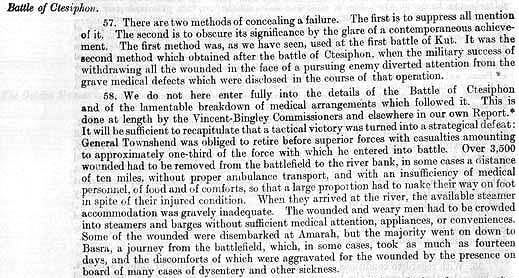 Battle of Ctesiphon.
57. There are two methods of concealing a failure. The first is to suppress all mention
of it. The second is to obscure its significance by the glare of a contemporaneous achieve-
ment. The first method was, as we have seen, used at the first battle of Kut. It was the
second method which obtained after the battle of Ctesiphon, when the military success of
withdrawing all the wounded in the face of a pursuing enemy diverted attention from the
grave medical defects which were disclosed in the course of that operation.
58. We do not here enter fully into the details of the Battle of Ctesiphon
and of the lamentable breakdown of medical arrangements which followed it. This is
done at length by the Vincent-Bingley Commissioners and elsewhere in our own Report.*
It will be sufficient to recapitulate that a tactical victory was turned into a strategical defeat:
General Townshend was obliged to retire before superior forces with casualties amounting
to approximately one-third of the force with which he entered into battle. Over 3,500
wounded had to be removed from the battlefield to the river bank, in some cases a distance
of ten miles, without proper ambulance transport, and with an insufficiency of medical
personnel, of food and of comforts, so that a large proportion had to make their way on foot
in spite of their injured condition. When they arrived at the river, the available steamer
accommodation was gravely inadequate. The wounded and weary men had to be crowded
into steamers and barges without sufficient medical attention, appliances, or conveniences.
Some of the wounded were disembarked at Amarah, but the majority went on down to
Basra, a journey from the battlefield, which, in some cases, took as much as fourteen
days, and the discomforts of which were aggravated for the wounded by the presence on
board of many cases of dysentery and other sickness.